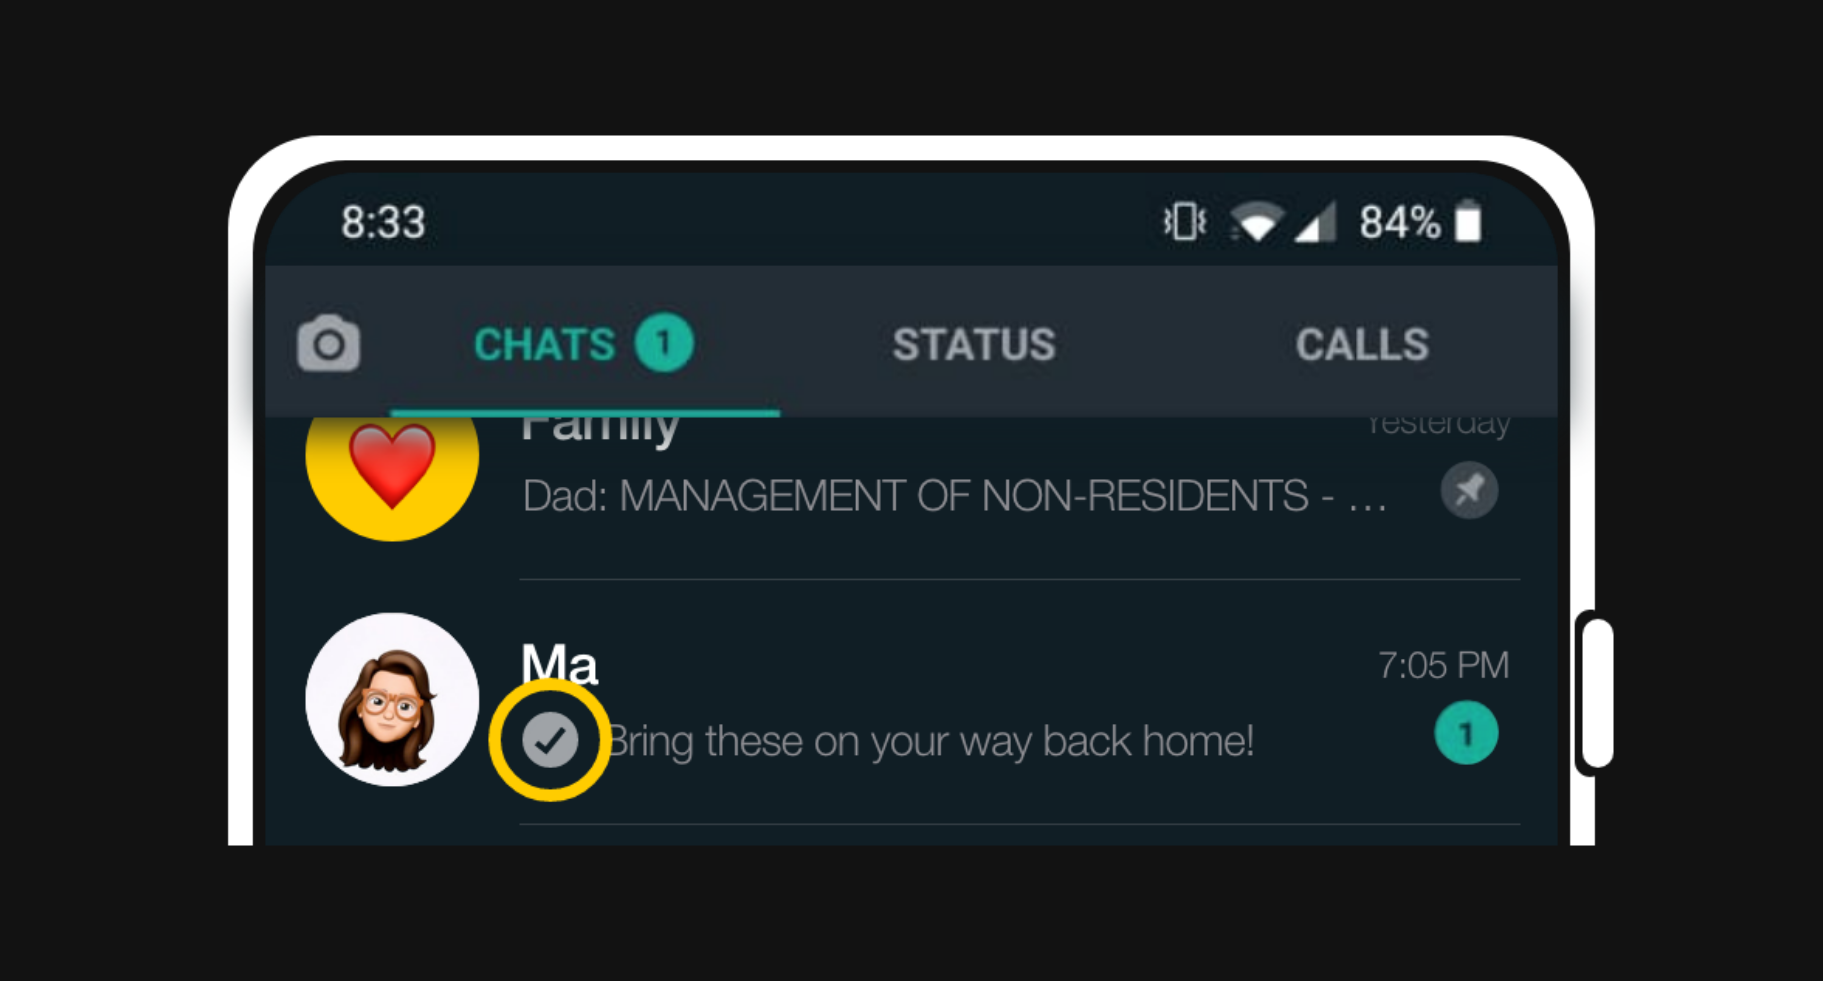 8:33 84%
CHATS 1 STATUS CALLS
Family Yesterday
Dad: MANAGEMENT OF NON-RESIDENTS - ...
Ma 7:05 PM
Bring these on your way back home! 1